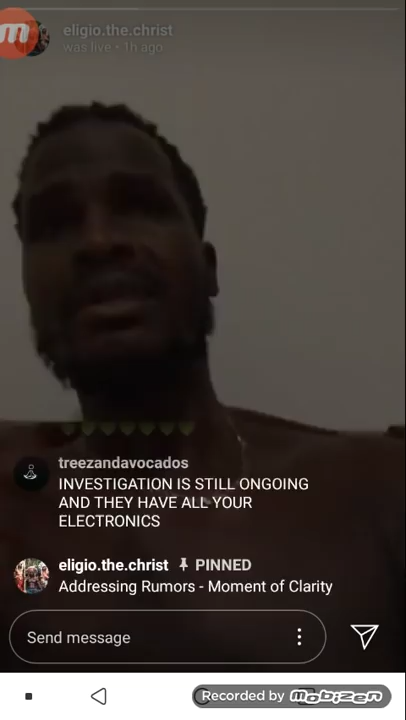 eligio.the.christ
was live • 1h ago
treezandavocados
INVESTIGATION IS STILL ONGOING
AND THEY HAVE ALL YOUR
ELECTRONICS
eligio.the.christ PINNED
Addressing Rumors - Moment of Clarity
Send message
Recorded by mobizen